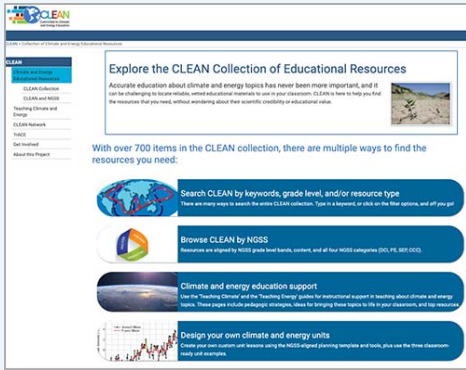 CLEAN
CLEAN > Collection of Climate and Energy Educational Resources
CLEAN
Climate and Energy
Educational Resources
CLEAN Collection
CLEAN and NGSS
Teaching Climate and
Energy
CLEAN Network
TrACE
Get Involved
About this Project
Explore the CLEAN Collection of Educational Resources
Accurate education about climate and energy topics has never been more important, and it
can be challenging to locate reliable, vetted educational materials to use in your classroom. CLEAN is here to help you find
the resources that you need, without wondering about their scientific credibility or educational value.
With over 700 items in the CLEAN collection, there are multiple ways to find the
resources you need:
Search CLEAN by keywords, grade level, and/or resource type
There are many ways to search the entire CLEAN collection. Type in a keyword, or click on the filter options, and off you go!
Browse CLEAN by NGSS
Resources are aligned by NGSS grade level bands, content, and all four NGSS categories (DCI, PE, SEP, CCC).
Climate and energy education support
Use the 'Teaching Climate' and the 'Teaching Energy' guides for instructional support in teaching about climate and energy
topics. These pages include pedagogic strategies, ideas for bringing these topics to life in your classroom, and top resources.
Design your own climate and energy units
Create your own custom unit lessons using the NGSS-aligned planning template and tools, plus use the three classroom-
ready unit examples.